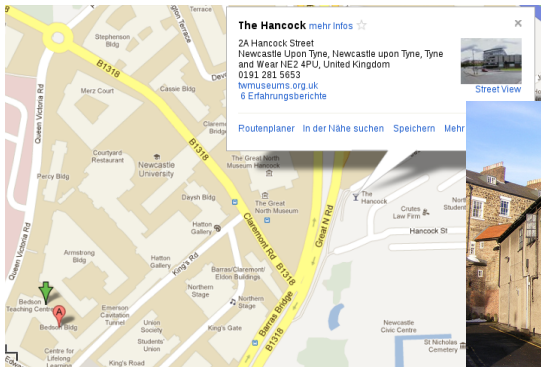 The Hancock mehr Infos
2A Hancock Street
Newcastle Upon Tyne, Newcastle upon Tyne, Tyne
and Wear NE2 4PU, United Kingdom
0191 281 5653
twmuseums.org.uk
6 Erfahrungsberichte
Street View
Routenplaner In der Nähe suchen Speichern Mehr
Terrace
Stephenson
Bldg
B1318
Terrace
Merz Court
Cassie Bldg
Queen Victoria Rd
Claremont
B1318
Courtyard
Restaurant
Newcastle
University
The Great North
Museum Hancock
Percy Bldg
Daysh Bldg
The Great
North Museum
The
Hancock
Crutes
Law Firm
North
Hatton
Gallery
Claremont Rd
Great N Rd
Hancock St
Queen Victoria Rd
Armstrong
Bldg
Hatton
Gallery
King's Rd
B1318
Baras/Claremont/
Eldon Buildings
Northern
Stage
Northern
Stage
Bedson
Teaching Centre
A
Bedson Bldg
Emerson
Cavitation
Tunnel
Union
Society
King's Gate
Barras Bridge
B1318
Newcastle
Civic Centre
Students'
Union
St Nicholas
Cemetery
Centre for
Lifelong
Learning
King's Road